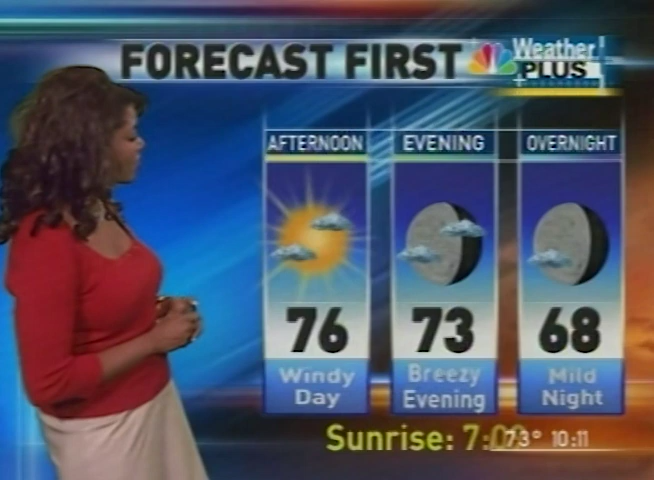 FORECAST FIRST
Weather
PLUS
AFTERNOON EVENING OVERNIGHT
76 73 68
Windy Day
Breezy Evening
Mild Night
Sunrise: 7:0
73° 10:11